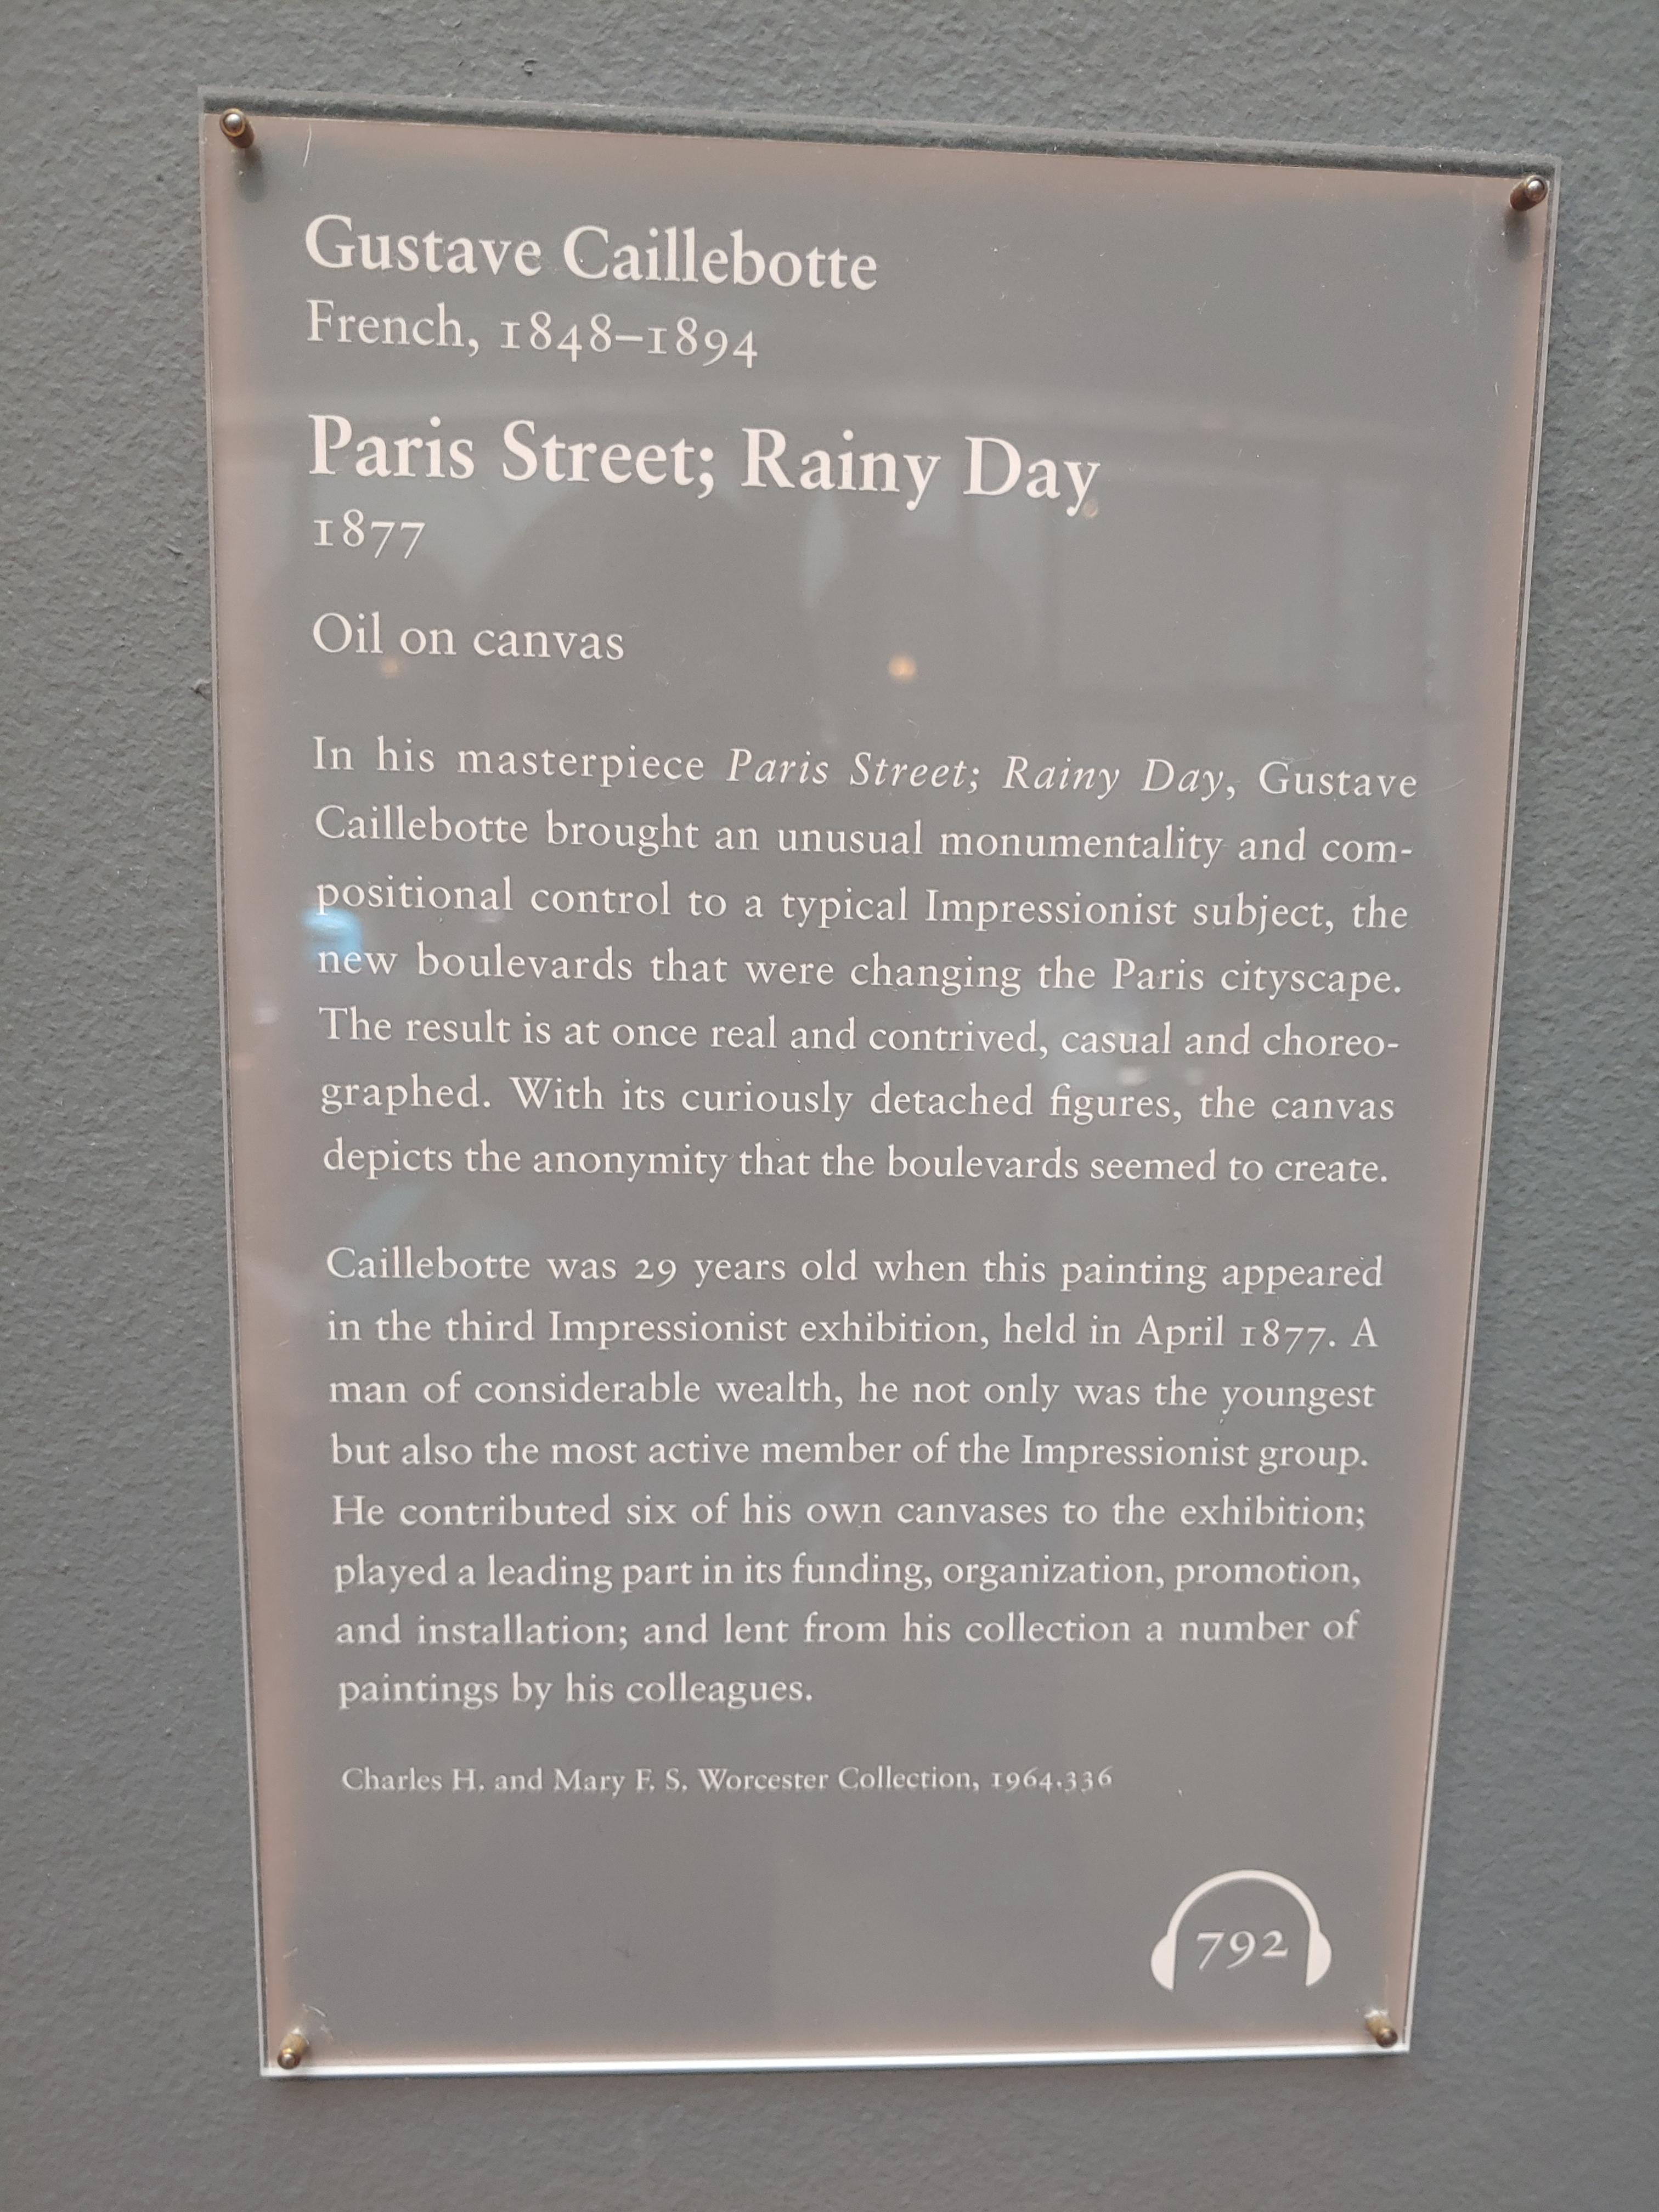 Gustave Caillebotte
French, 1848–1894
Paris Street; Rainy Day
1877
Oil on canvas
In his masterpiece Paris Street; Rainy Day, Gustave
Caillebotte brought an unusual monumentality and com-
positional control to a typical Impressionist subject, the
new boulevards that were changing the Paris cityscape.
The result is at once real and contrived, casual and choreo-
graphed. With its curiously detached figures, the canvas
depicts the anonymity that the boulevards seemed to create.
Caillebotte was 29 years old when this painting appeared
in the third Impressionist exhibition, held in April 1877. A
man of considerable wealth, he not only was the youngest
but also the most active member of the Impressionist group.
He contributed six of his own canvases to the exhibition;
played a leading part in its funding, organization, promotion,
and installation; and lent from his collection a number of
paintings by his colleagues.
Charles H. and Mary F. S. Worcester Collection, 1964.336
792